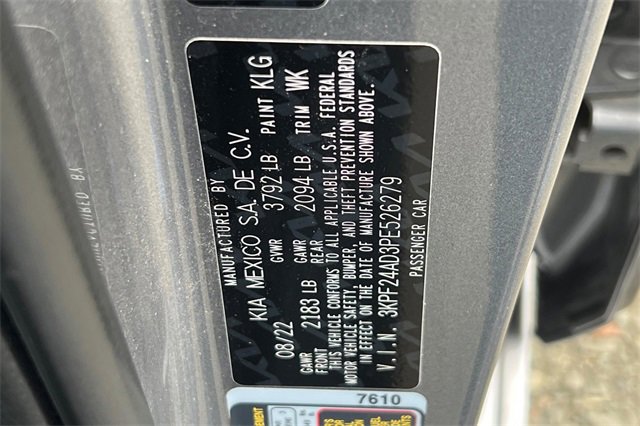 MANUFACTURED BY
KIA MEXICO S.A. DE C.V.
08/22 GVWR 3792 LB PAINT KLG
GAWR FRONT 2183 LB GAWR REAR 2094 LB TRIM WK
THIS VEHICLE CONFORMS TO ALL APPLICABLE U.S.A. FEDERAL
MOTOR VEHICLE SAFETY, BUMPER, AND THEFT PREVENTION STANDARDS
IN EFFECT ON THE DATE OF MANUFACTURE SHOWN ABOVE.
V.I.N. 3KPF24AD3PE526279
PASSENGER CAR
7610